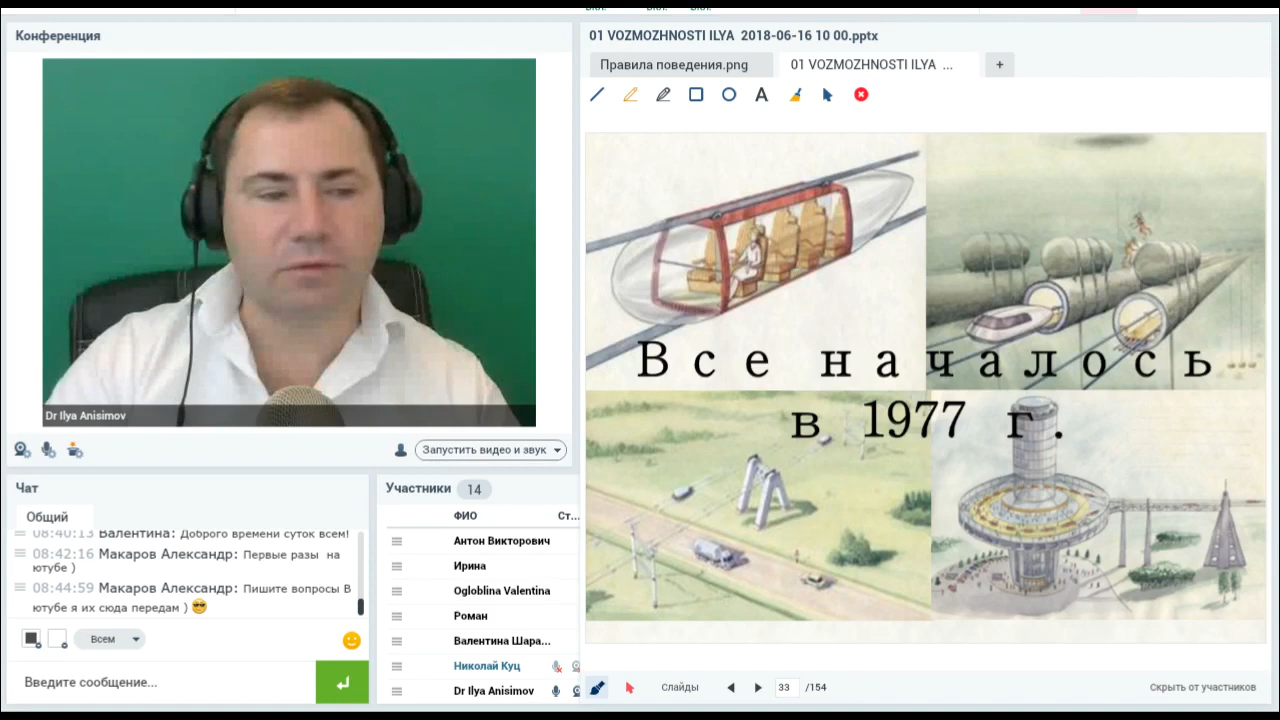 Конференция
Dr Ilya Anisimov
Запустить видео и звук
Чат
Общий
08:40:13 Валентина: Доброго времени суток всем!
08:42:16 Макаров Александр: Первые разы на
ютубе )
08:44:59 Макаров Александр: Пишите вопросы В
ютубе я их сюда передам )
Всем
Введите сообщение...
Участники 14
ФИО Ст...
Антон Викторович
Ирина
Ogloblina Valentina
Роман
Валентина Шара...
Николай Куц
Dr Ilya Anisimov
01 VOZMOZHNOSTI ILYA 2018-06-16 10 00.pptx
Правила поведения.png 01 VOZMOZHNOSTI ILYA ... +
A
Все началось
в 1977 г.
Слайды 33 /154 Скрыть от участников